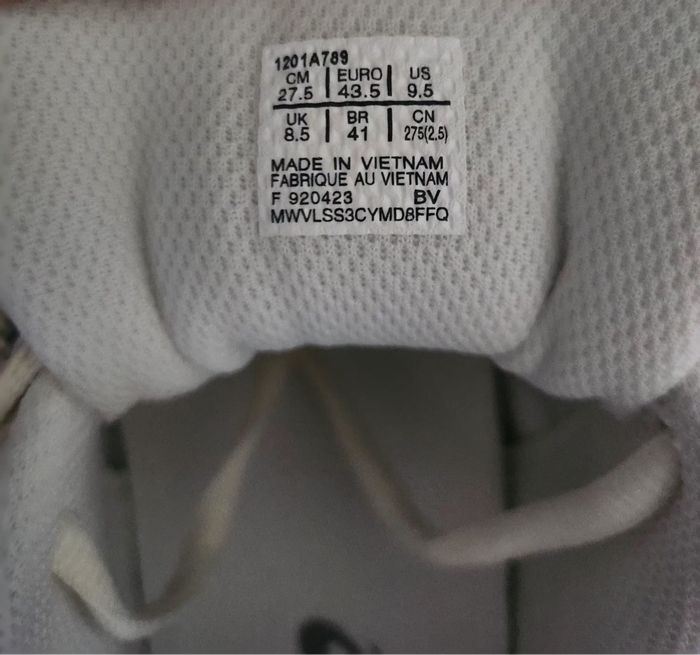 1201A789
CM | EURO | US
27.5 | 43.5 | 9.5
UK | BR | CN
8.5 | 41 | 275(2.5)
MADE IN VIETNAM
FABRIQUE AU VIETNAM
F 920423 BV
MWVLSS3CYMD8FFQ